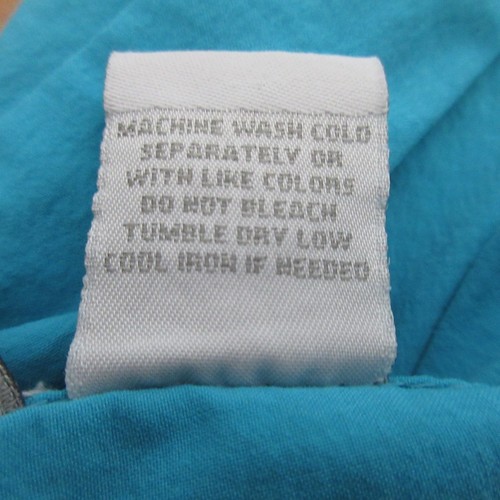 MACHINE WASH COLD
SEPARATELY OR
WITH LIKE COLORS
DO NOT BLEACH
TUMBLE DRY LOW
COOL IRON IF NEEDED